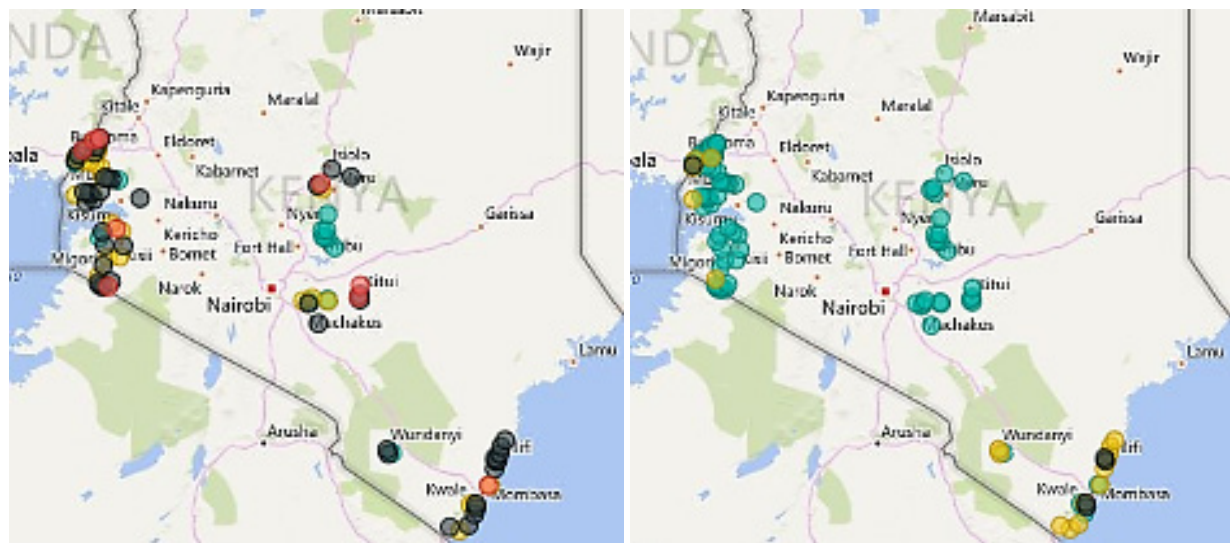 Marsabit
NDA
Wajir
Kapenguria
Kitale
Maralal
Eldoret
Kabarnet
Isiolo
KENYA
Kisumu
Nakuru
Garissa
Kericho
Fort Hall
Migor
Bomet
Narok
Kitui
Nairobi
Machakos
Lamu
Arusha
Wundanyi
Kwale
Mombasa
Marsabit
NDA
Wajir
Kapenguria
Kitale
Maralal
Eldoret
Kabarnet
Isiolo
KENYA
Kisumu
Nakuru
Garissa
Kericho
Fort Hall
Migor
Bomet
Narok
Kitui
Nairobi
Machakos
Lamu
Arusha
Wundanyi
Kwale
Mombasa